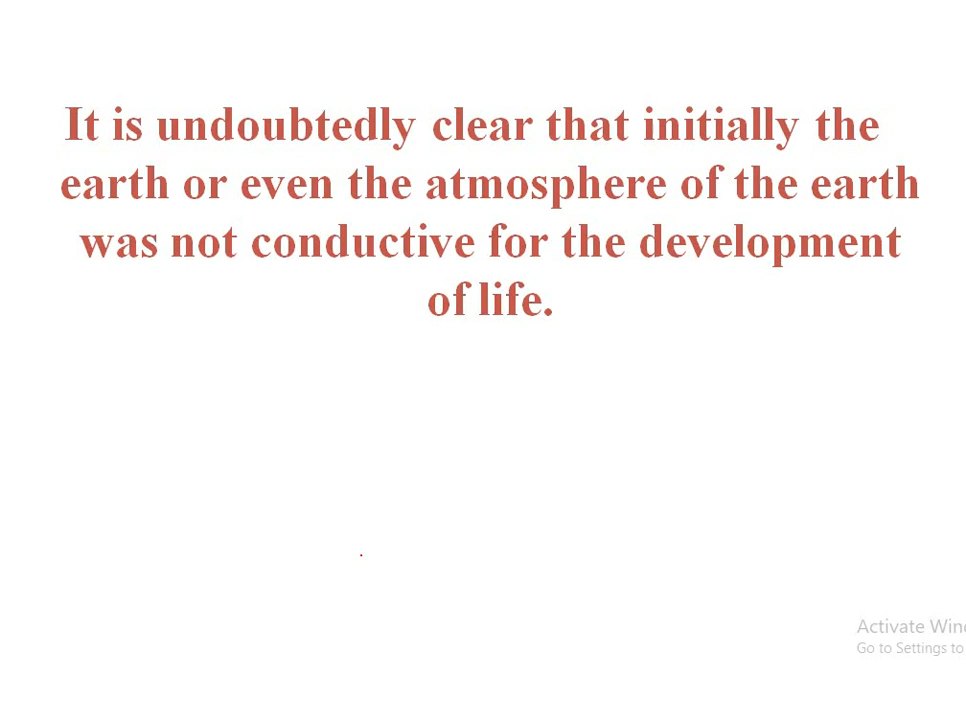 It is undoubtedly clear that initially the
earth or even the atmosphere of the earth
was not conductive for the development
of life.
Activate Win
Go to Settings to